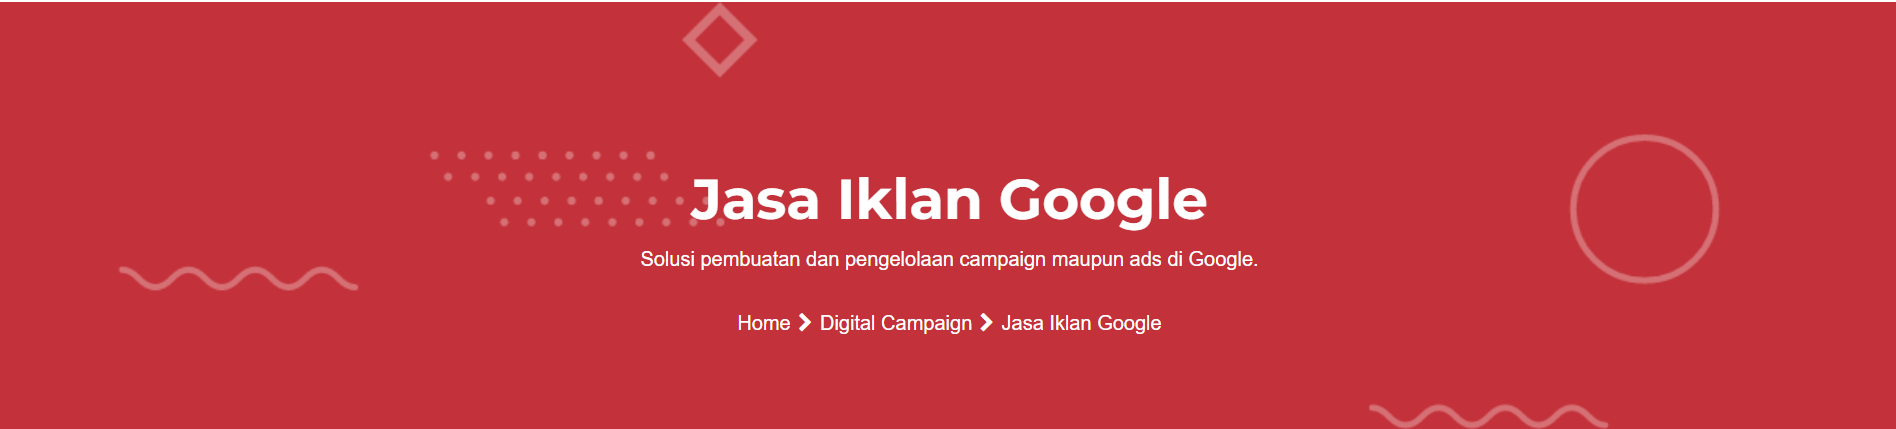 Jasa Iklan Google
Solusi pembuatan dan pengelolaan campaign maupun ads di Google.
Home > Digital Campaign > Jasa Iklan Google